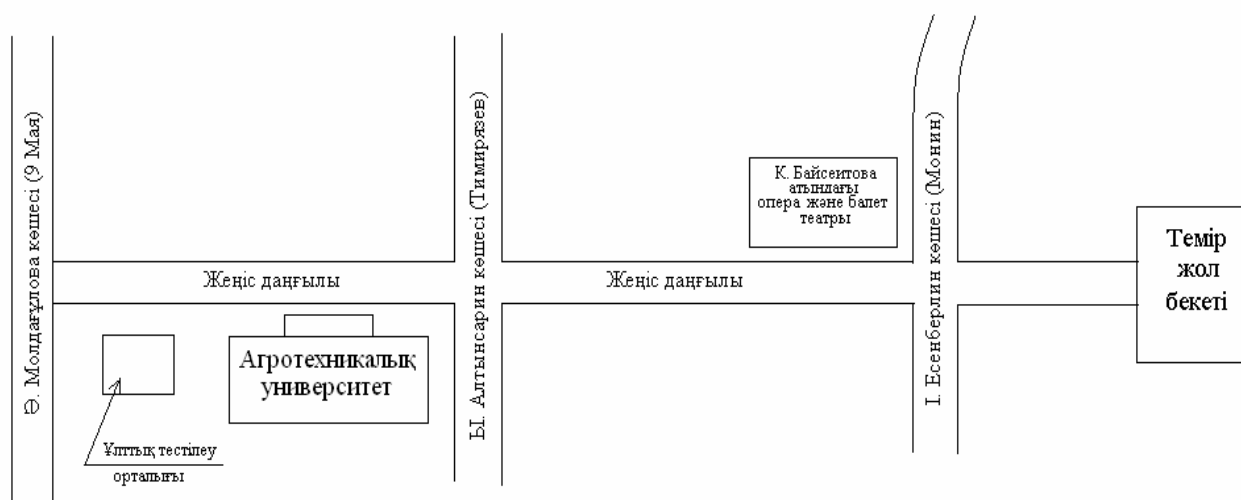 Ә. Молдағұлова көшесі (9 Мая)
Ы. Алтынсарин көшесі (Тимирязев)
І. Есенберлин көшесі (Монин)
К. Байсеитова
атындағы
опера және балет
театры
Темір
жол
бекеті
Жеңіс даңғылы
Жеңіс даңғылы
Агротехникалық
университет
Ұлттық тестілеу
орталығы